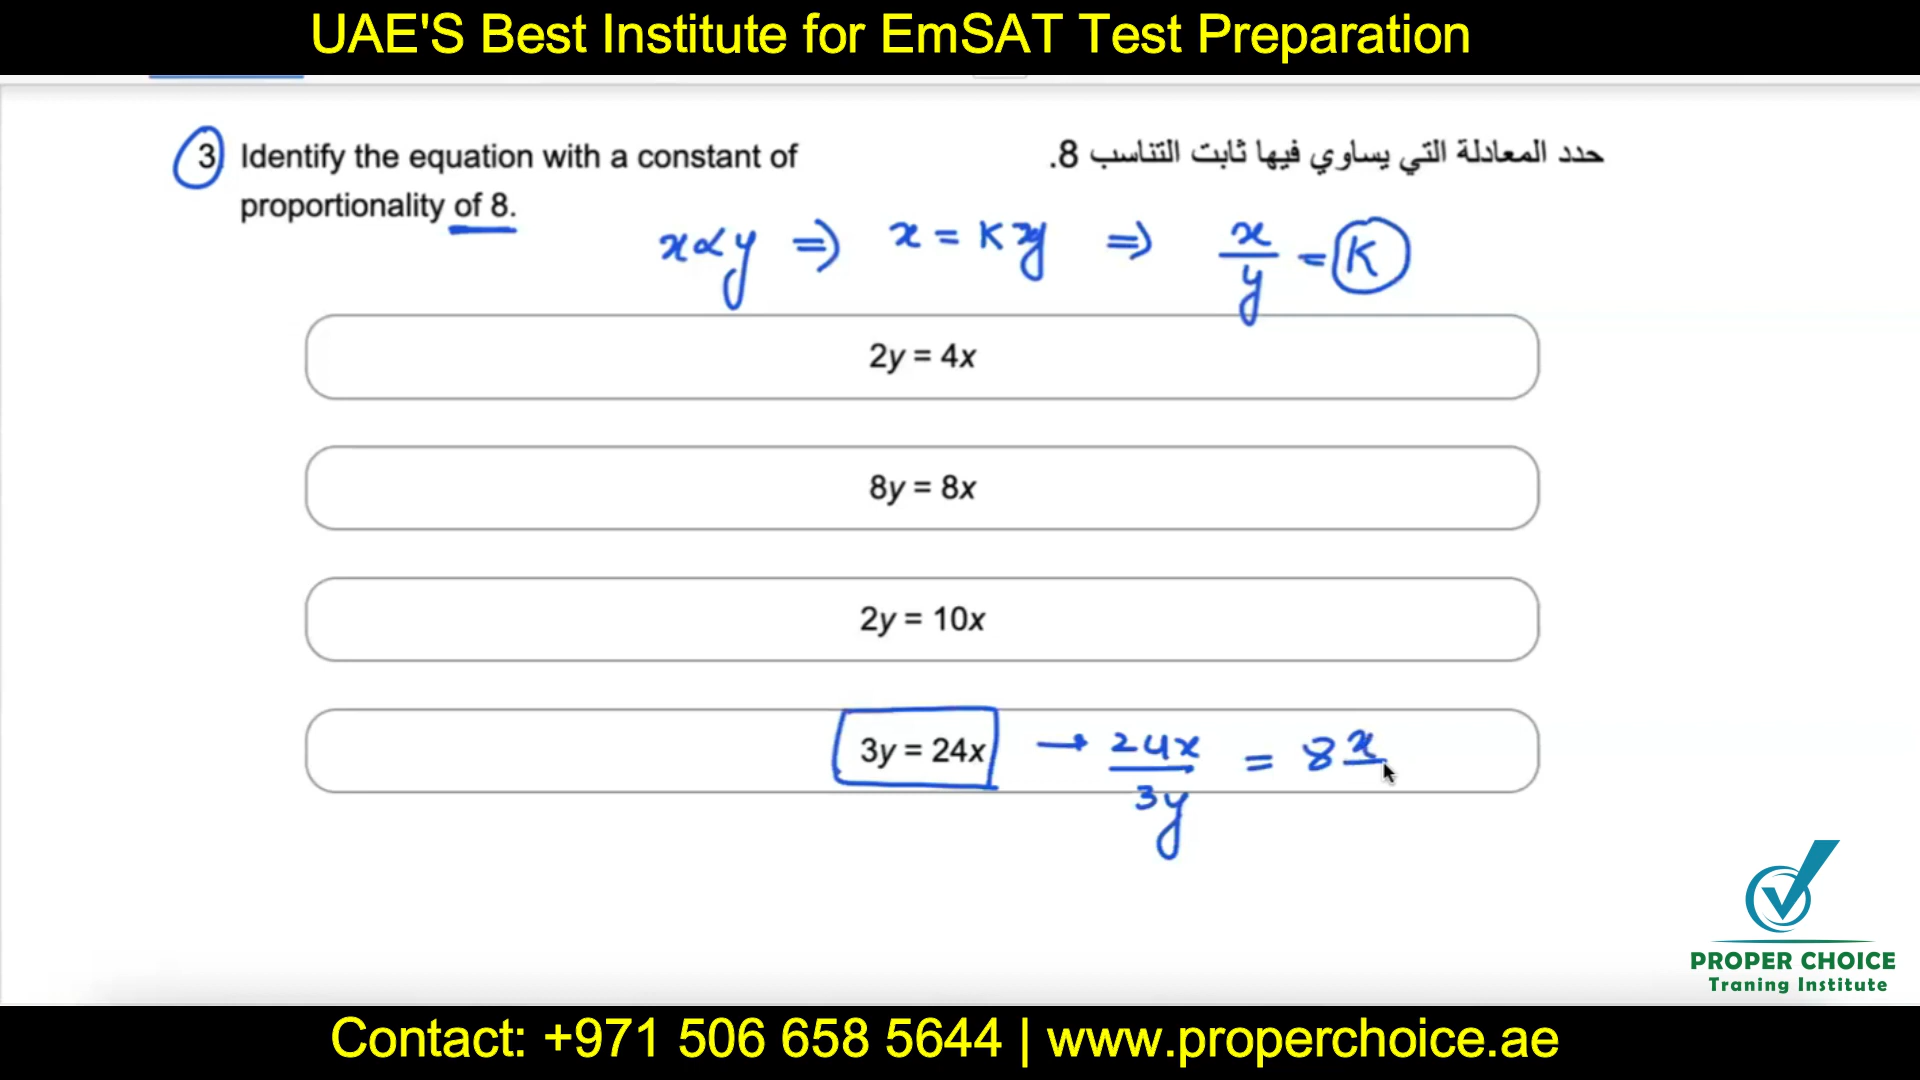 UAE'S Best Institute for EmSAT Test Preparation
3 Identify the equation with a constant of
proportionality of 8.
حدد المعادلة التي يساوي فيها ثابت التناسب 8.
x ∝ y ⇒ x = K y ⇒ x/y = K
2y = 4x
8y = 8x
2y = 10x
3y = 24x → 24x/3y = 8 x
PROPER CHOICE
Traning Institute
Contact: +971 506 658 5644 | www.properchoice.ae